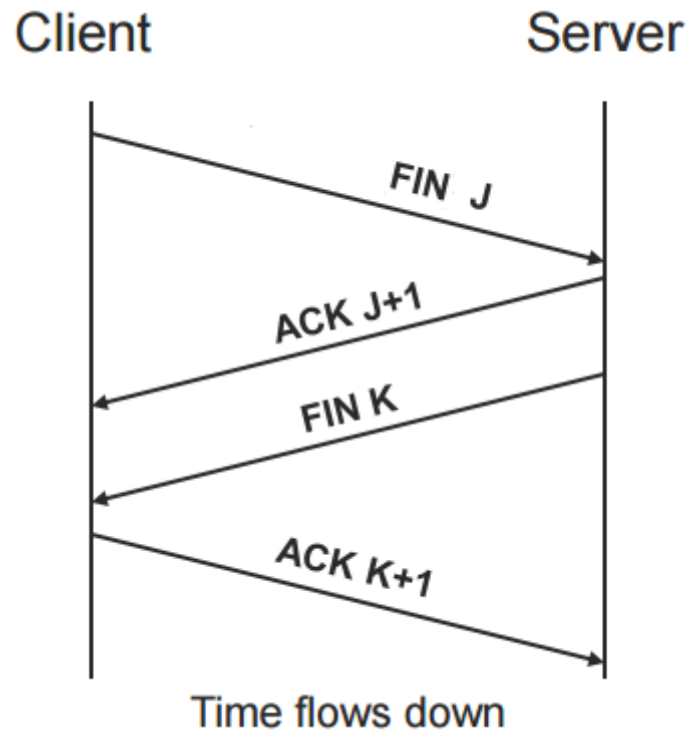 Client
Server
FIN J
ACK J+1
FIN K
ACK K+1
Time flows down